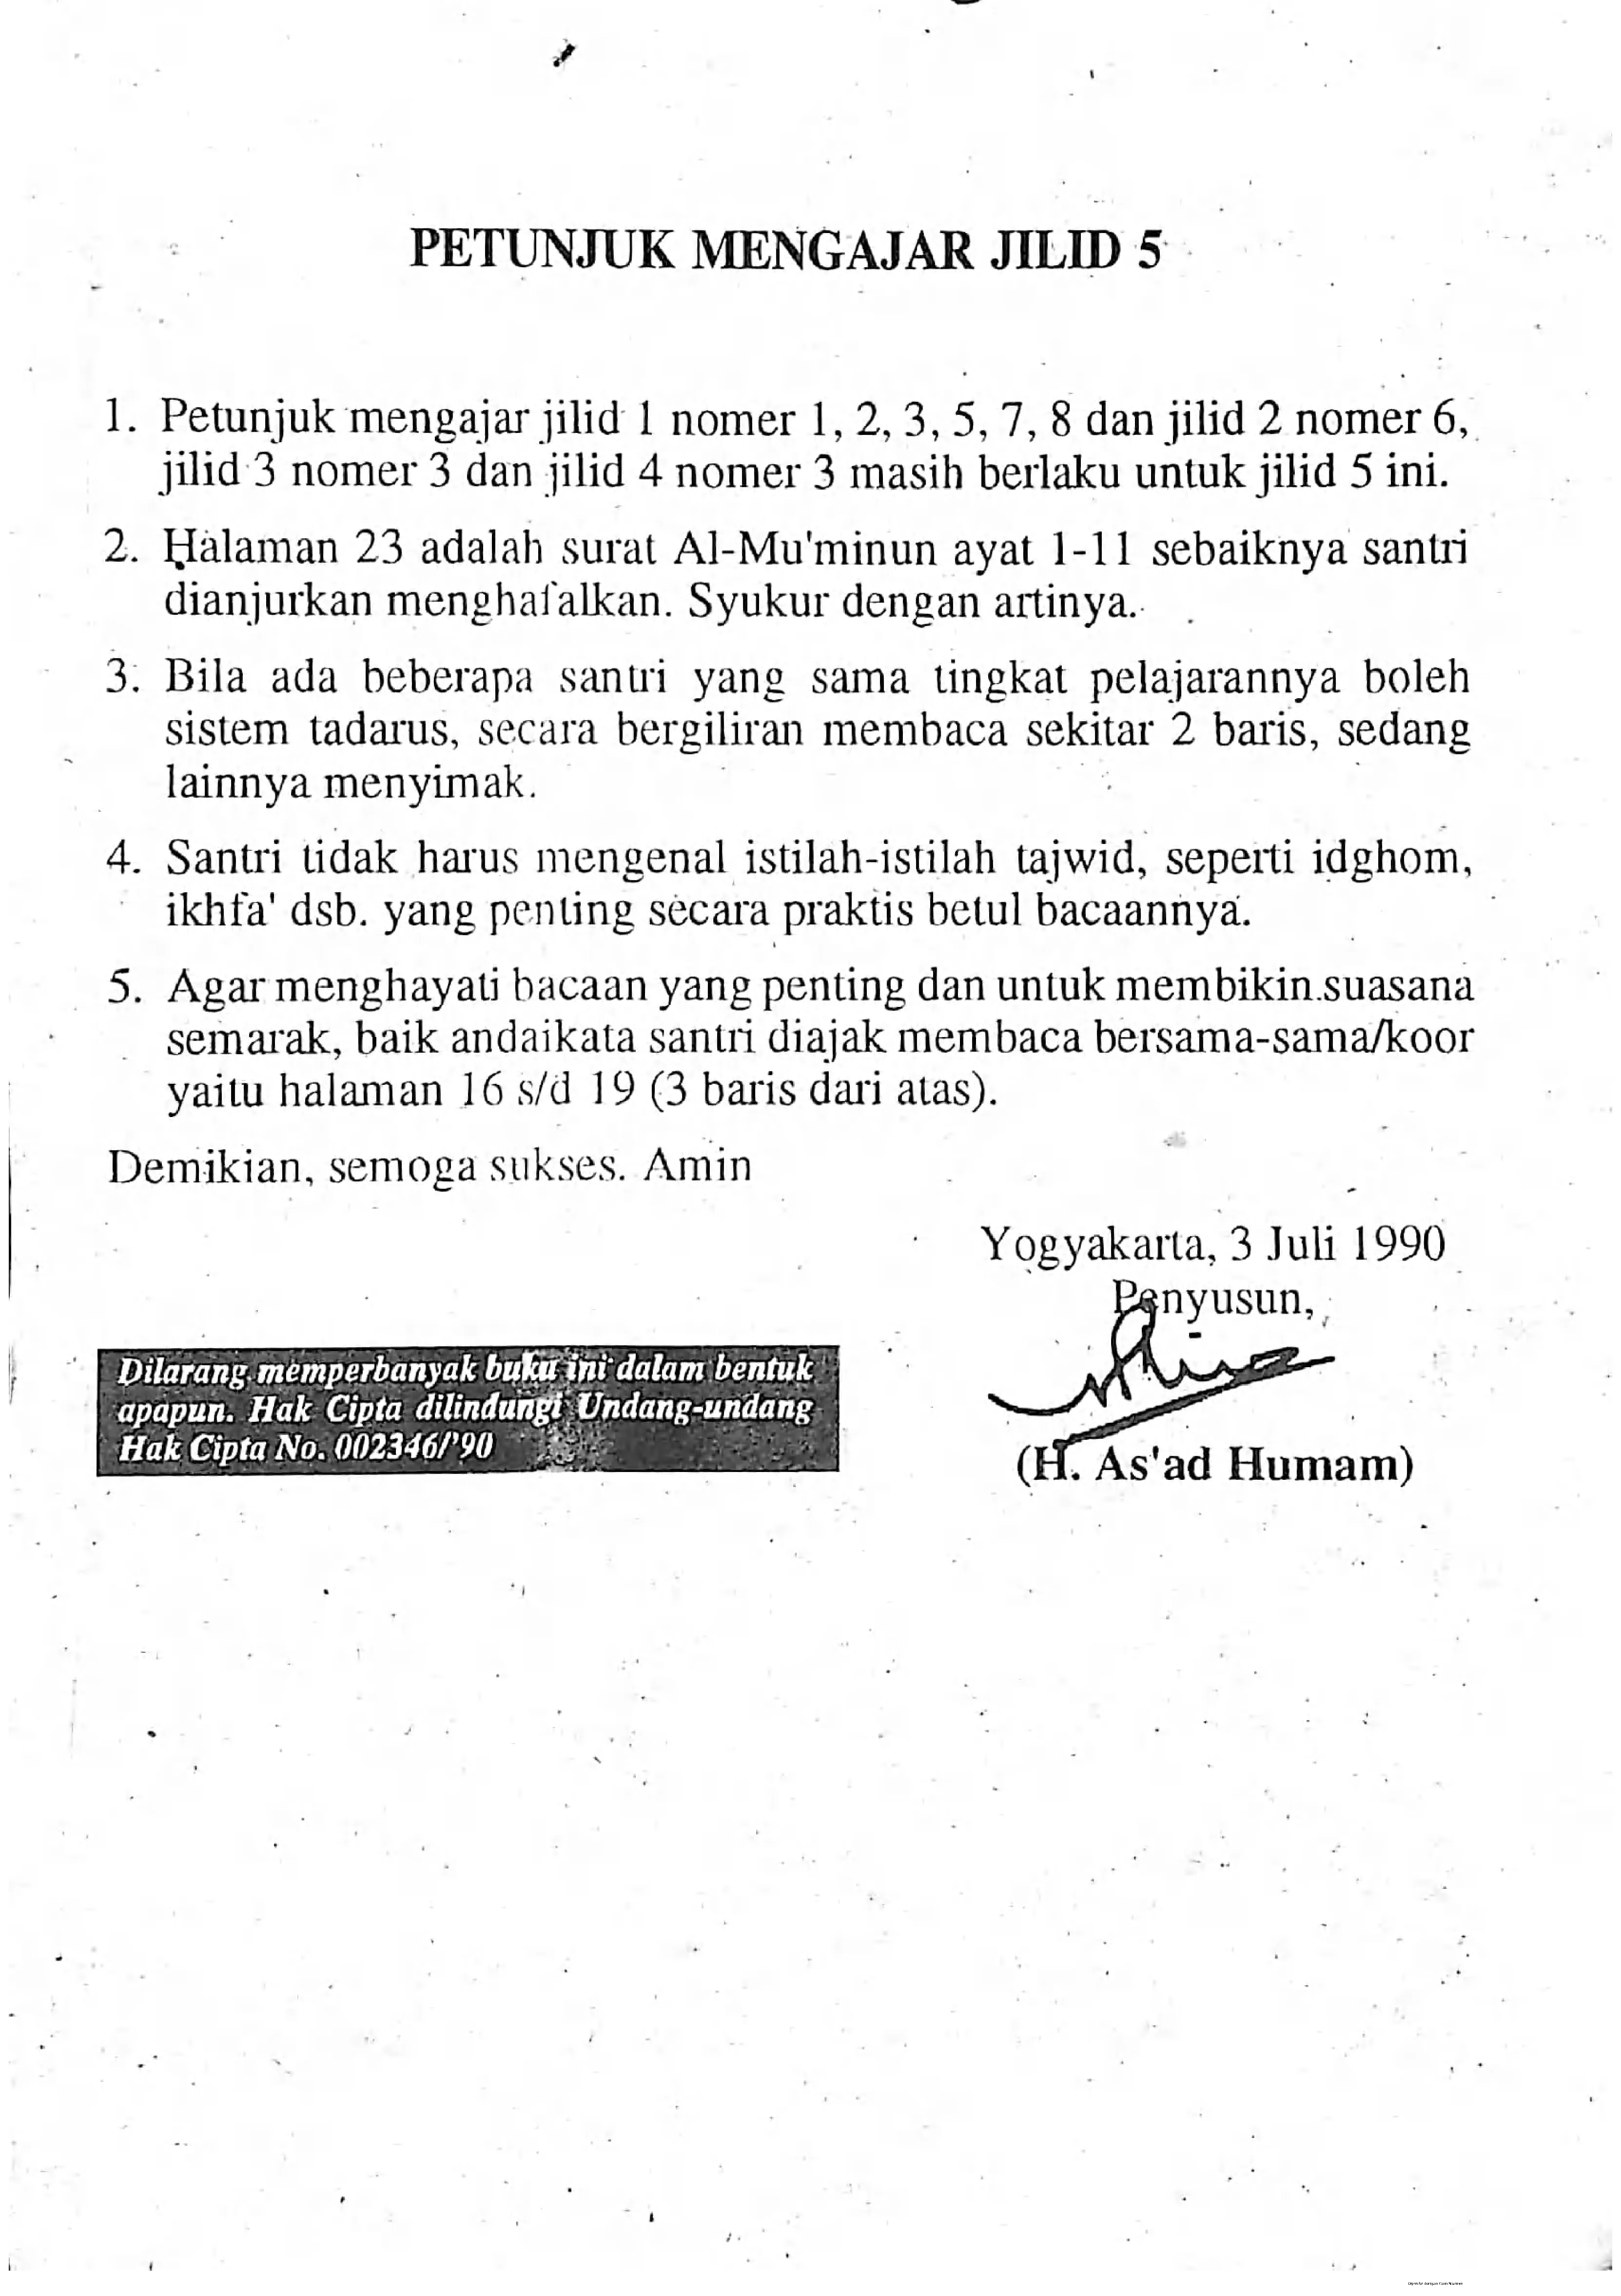 PETUNJUK MENGAJAR JILID 5
1. Petunjuk mengajar jilid 1 nomer 1, 2, 3, 5, 7, 8 dan jilid 2 nomer 6,
jilid 3 nomer 3 dan jilid 4 nomer 3 masih berlaku untuk jilid 5 ini.
2. Halaman 23 adalah surat Al-Mu'minun ayat 1-11 sebaiknya santri
dianjurkan menghafalkan. Syukur dengan artinya.
3. Bila ada beberapa santri yang sama tingkat pelajarannya boleh
sistem tadarus, secara bergiliran membaca sekitar 2 baris, sedang
lainnya menyimak.
4. Santri tidak harus mengenal istilah-istilah tajwid, seperti idghom,
ikhfa' dsb. yang penting secara praktis betul bacaannya.
5. Agar menghayati bacaan yang penting dan untuk membikin suasana
semarak, baik andaikata santri diajak membaca bersama-sama/koor
yaitu halaman 16 s/d 19 (3 baris dari atas).
Demikian, semoga sukses. Amin
Yogyakarta, 3 Juli 1990
Penyusun,
(H. As'ad Humam)
Dilarang memperbanyak buku ini dalam bentuk
apapun. Hak Cipta dilindungi Undang-undang
Hak Cipta No. 002346/'90